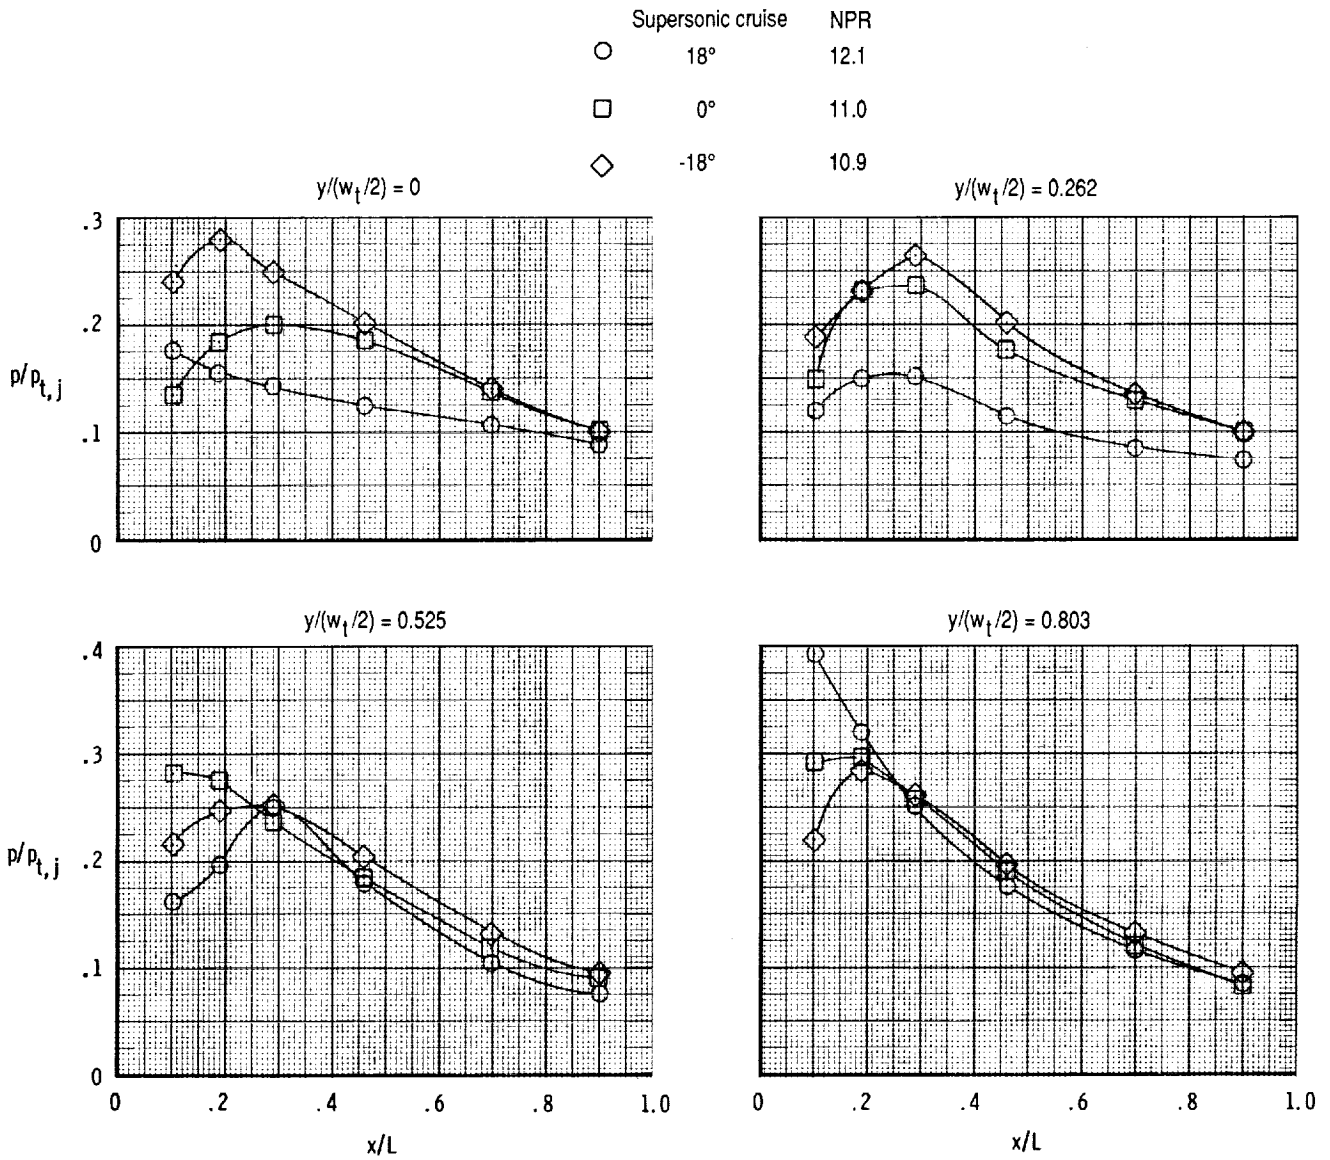 Supersonic cruise NPR
18° 12.1
0° 11.0
-18° 10.9
y/(w_t/2) = 0
y/(w_t/2) = 0.262
.3
.2
p/p_t,j
.1
0
y/(w_t/2) = 0.525
y/(w_t/2) = 0.803
.4
.3
.2
p/p_t,j
.1
0
0 .2 .4 .6 .8 1.0
0 .2 .4 .6 .8 1.0
x/L
x/L